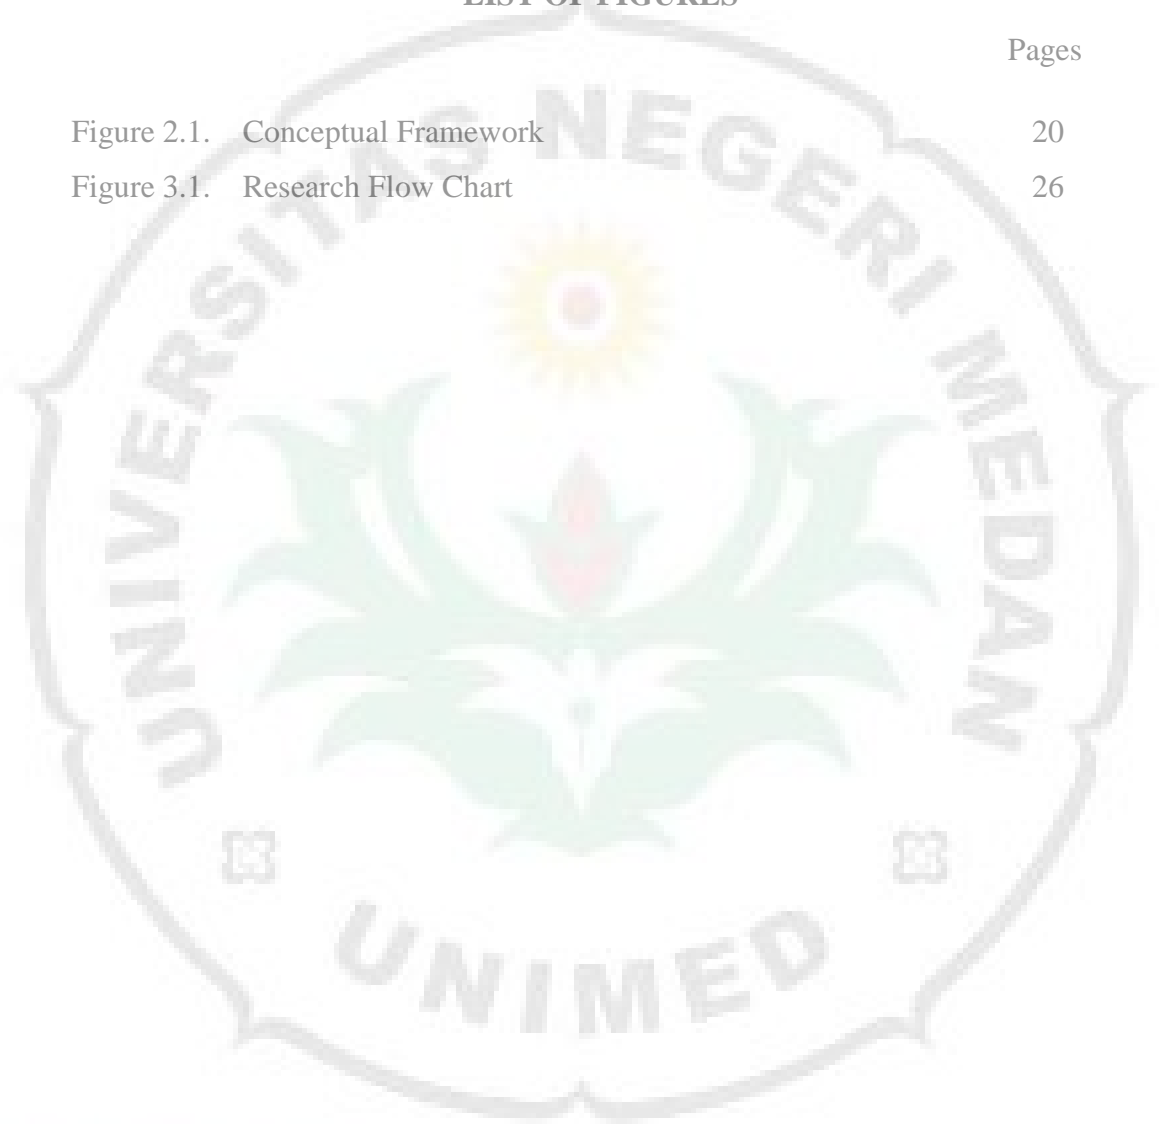 LIST OF FIGURES
Pages
Figure 2.1. Conceptual Framework 20
Figure 3.1. Research Flow Chart 26
UNIVERSITAS NEGERI MEDAN
UNIMED